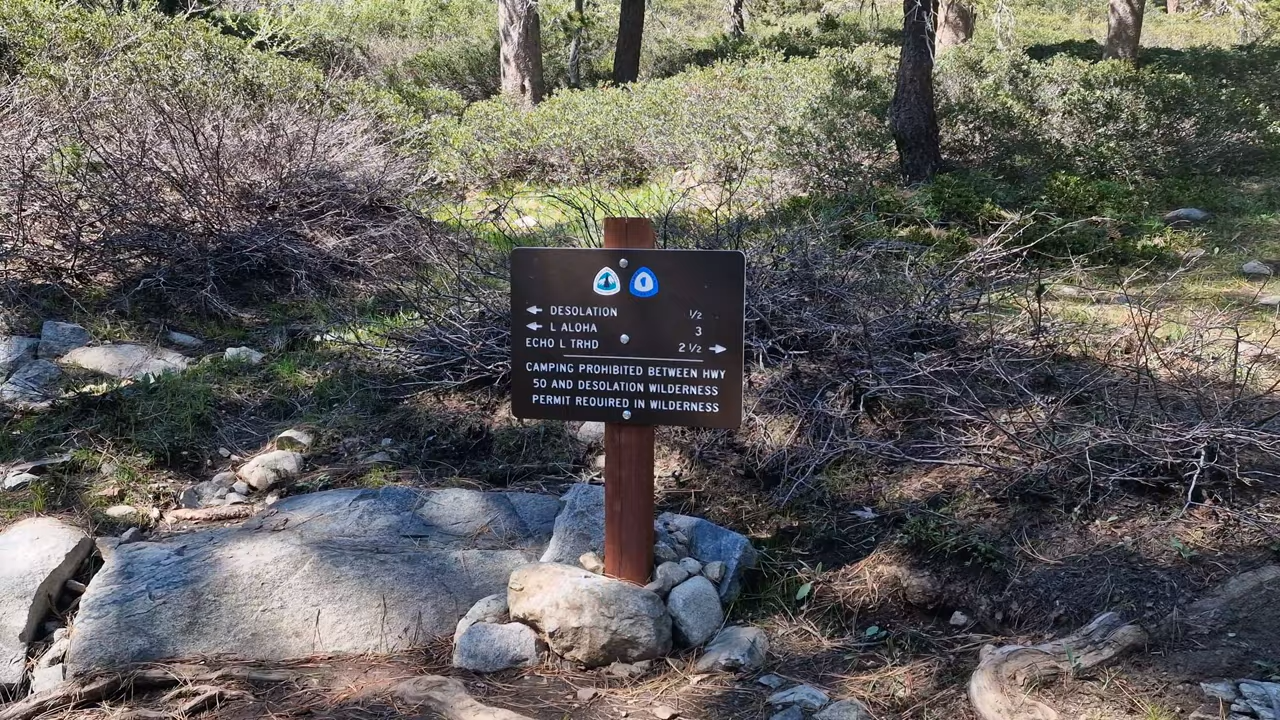 ← DESOLATION ½
← L ALOHA 3
ECHO L TRHD 2 ½ →
CAMPING PROHIBITED BETWEEN HWY
50 AND DESOLATION WILDERNESS
PERMIT REQUIRED IN WILDERNESS